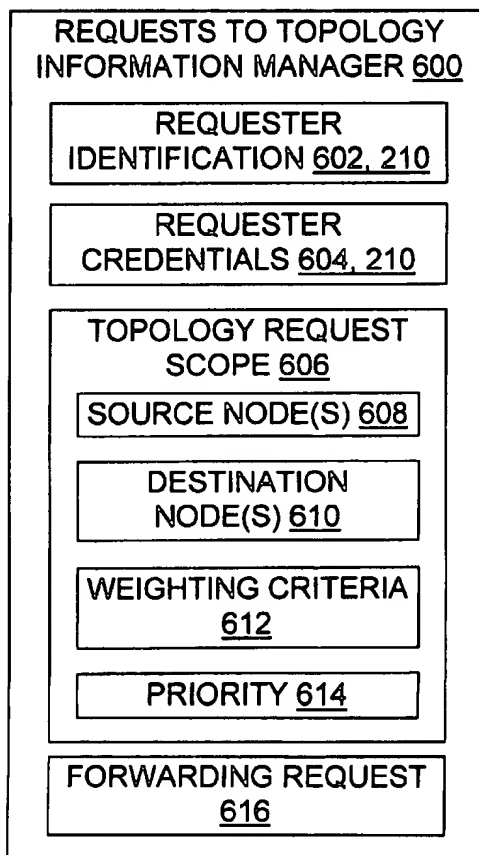 REQUESTS TO TOPOLOGY
INFORMATION MANAGER 600
REQUESTER
IDENTIFICATION 602, 210
REQUESTER
CREDENTIALS 604, 210
TOPOLOGY REQUEST
SCOPE 606
SOURCE NODE(S) 608
DESTINATION
NODE(S) 610
WEIGHTING CRITERIA
612
PRIORITY 614
FORWARDING REQUEST
616